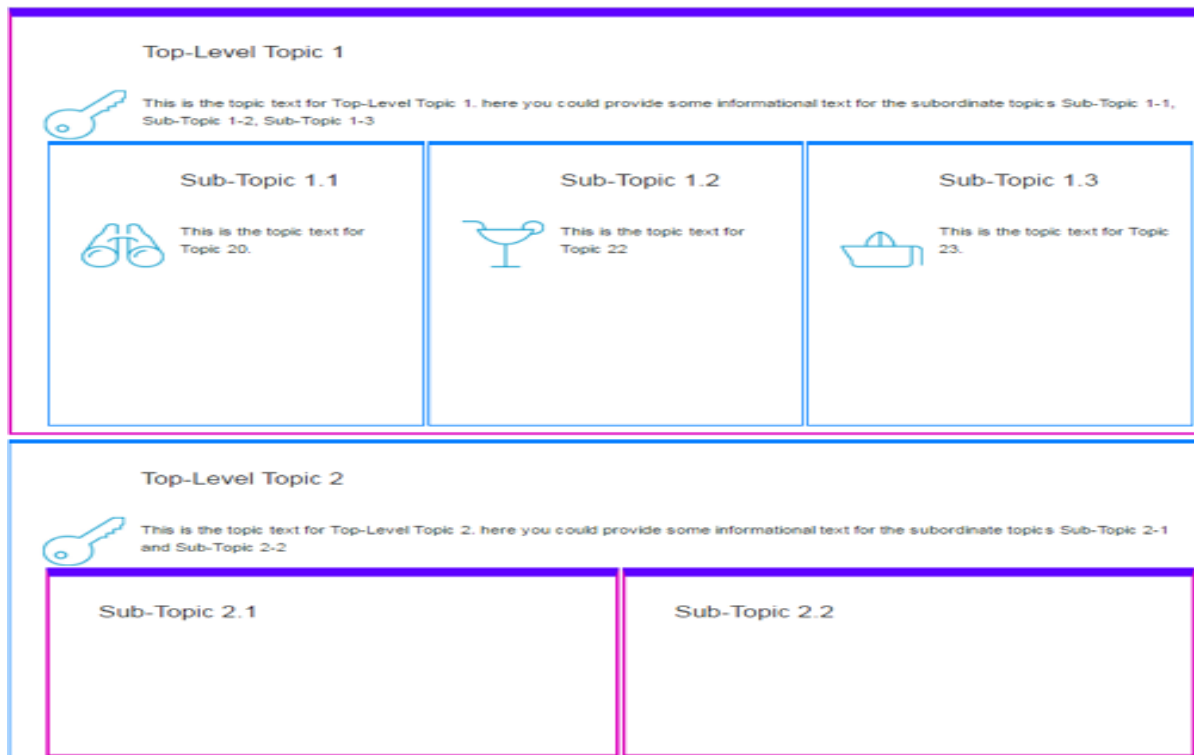 Top-Level Topic 1
This is the topic text for Top-Level Topic 1. here you could provide some informational text for the subordinate topics Sub-Topic 1-1,
Sub-Topic 1-2, Sub-Topic 1-3
Sub-Topic 1.1
This is the topic text for
Topic 20.
Sub-Topic 1.2
This is the topic text for
Topic 22
Sub-Topic 1.3
This is the topic text for Topic
23.
Top-Level Topic 2
This is the topic text for Top-Level Topic 2. here you could provide some informational text for the subordinate topics Sub-Topic 2-1
and Sub-Topic 2-2
Sub-Topic 2.1
Sub-Topic 2.2